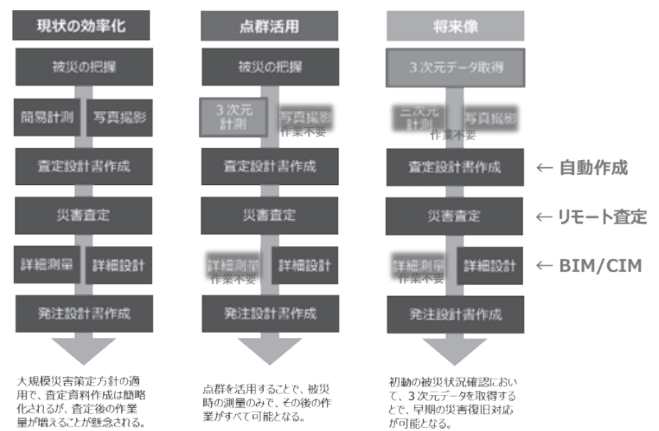 現状の効率化
被災の把握
簡易計測 写真撮影
査定設計書作成
災害査定
詳細測量 詳細設計
発注設計書作成
大規模災害策定方針の適
用で、査定資料作成は簡略
化されるが、査定後の作業
量が増えることが懸念される。
点群活用
被災の把握
3次元
計測
写真撮影
作業不要
査定設計書作成
災害査定
詳細測量 詳細設計
作業不要
発注設計書作成
点群を活用することで、被災
時の測量のみで、その後の作
業がすべて可能となる。
将来像
3次元データ取得
三次元
計測
写真撮影
作業不要
査定設計書作成 ← 自動作成
災害査定 ← リモート査定
詳細測量 詳細設計 ← BIM/CIM
作業不要
発注設計書作成
初動の被災状況確認におい
て、3次元データを取得するこ
とで、早期の災害復旧対応
が可能となる。